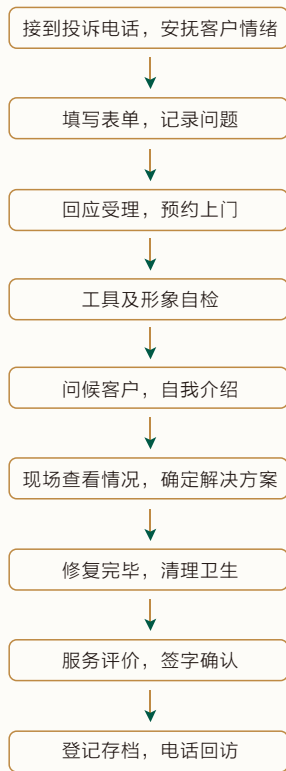 接到投诉电话，安抚客户情绪
填写表单，记录问题
回应受理，预约上门
工具及形象自检
问候客户，自我介绍
现场查看情况，确定解决方案
修复完毕，清理卫生
服务评价，签字确认
登记存档，电话回访